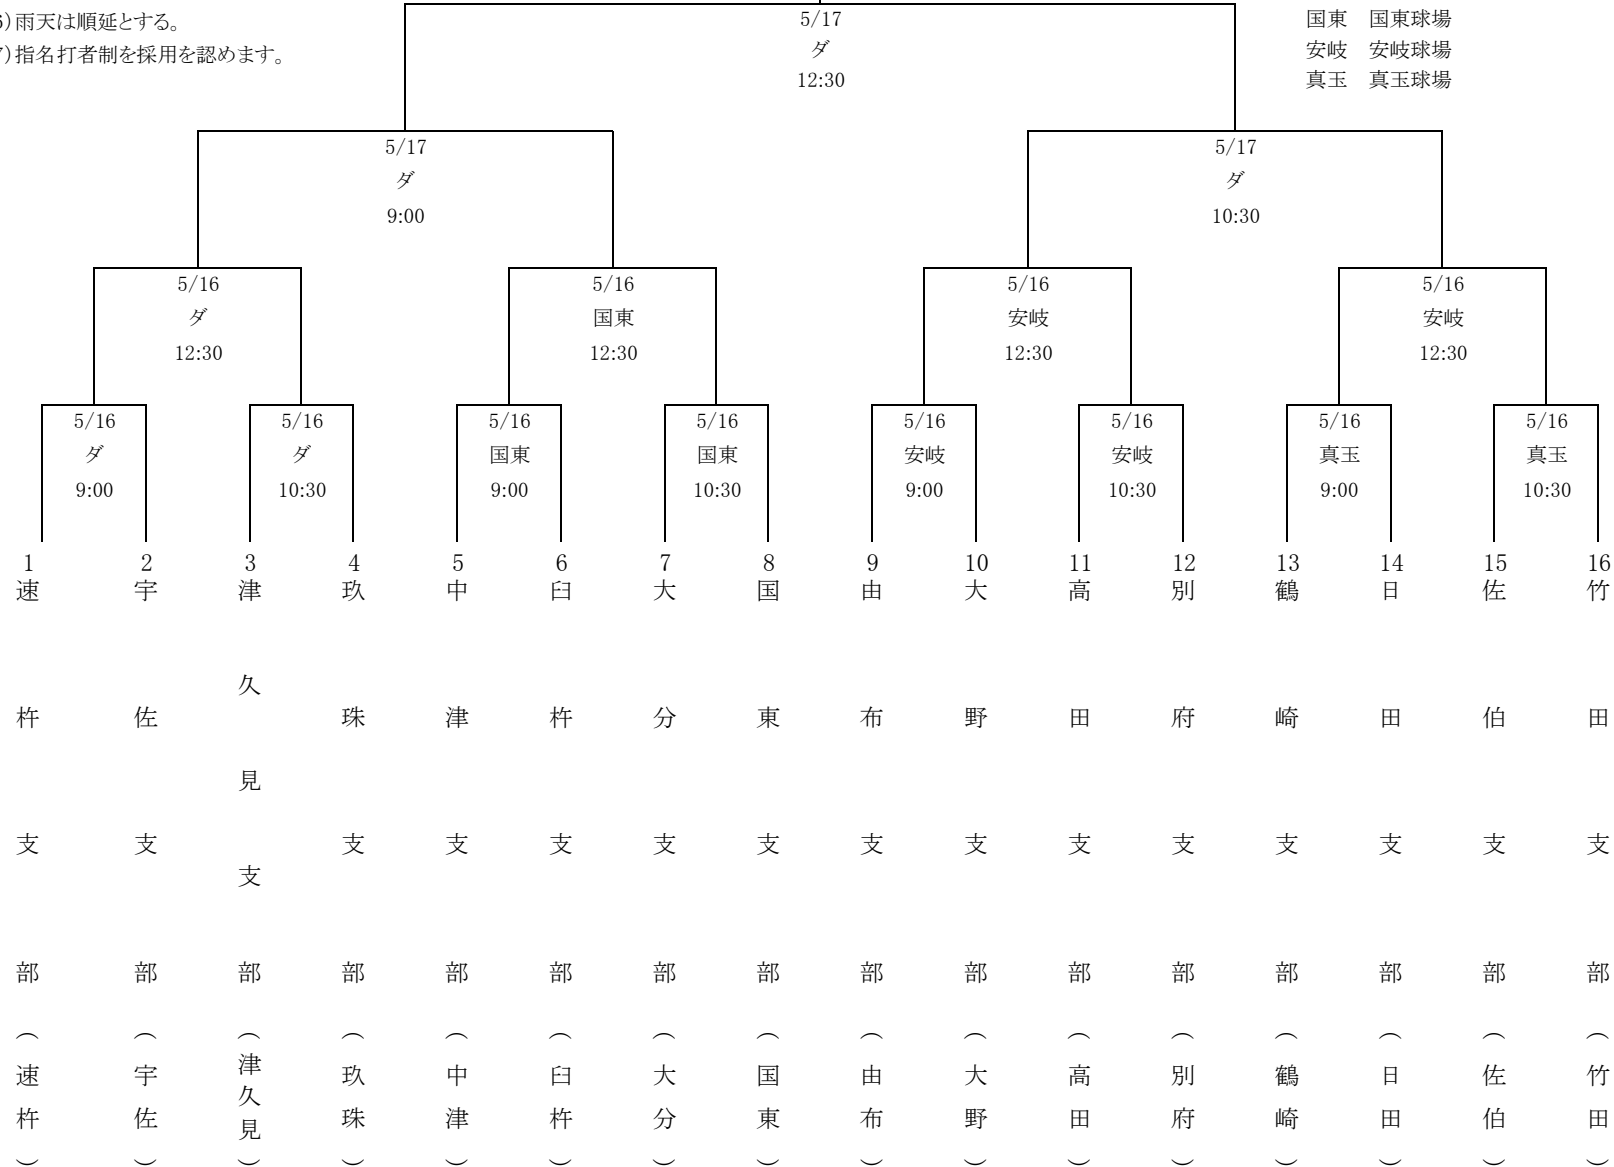 )雨天は順延とする。
)指名打者制を採用を認めます。
国東 国東球場
安岐 安岐球場
真玉 真玉球場
5/17
ダ
12:30
5/17 5/17
ダ ダ
9:00 10:30
5/16 5/16 5/16 5/16
ダ 国東 安岐 安岐
12:30 12:30 12:30 12:30
5/16 5/16 5/16 5/16 5/16 5/16 5/16 5/16
ダ ダ 国東 国東 安岐 安岐 真玉 真玉
9:00 10:30 9:00 10:30 9:00 10:30 9:00 10:30
1 2 3 4 5 6 7 8 9 10 11 12 13 14 15 16
速杵支部(速杵)
宇佐支部(宇佐)
津久見支部(津久見)
玖珠支部(玖珠)
中津支部(中津)
臼杵支部(臼杵)
大分支部(大分)
国東支部(国東)
由布支部(由布)
大野支部(大野)
高田支部(高田)
別府支部(別府)
鶴崎支部(鶴崎)
日田支部(日田)
佐伯支部(佐伯)
竹田支部(竹田)